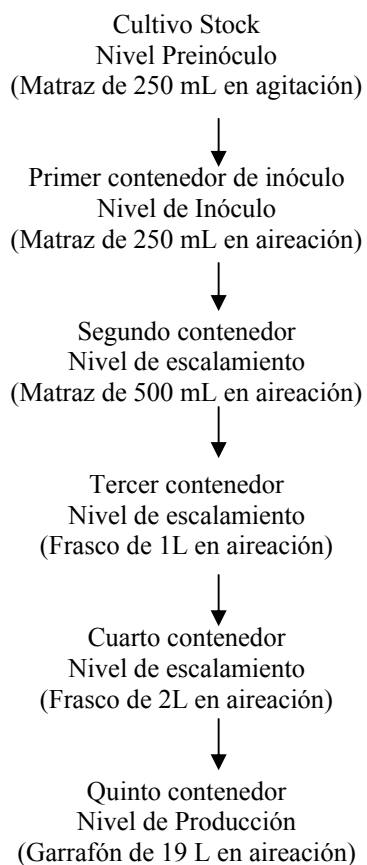 Cultivo Stock
Nivel Preinóculo
(Matraz de 250 mL en agitación)
Primer contenedor de inóculo
Nivel de Inóculo
(Matraz de 250 mL en aireación)
Segundo contenedor
Nivel de escalamiento
(Matraz de 500 mL en aireación)
Tercer contenedor
Nivel de escalamiento
(Frasco de 1L en aireación)
Cuarto contenedor
Nivel de escalamiento
(Frasco de 2L en aireación)
Quinto contenedor
Nivel de Producción
(Garrafón de 19 L en aireación)